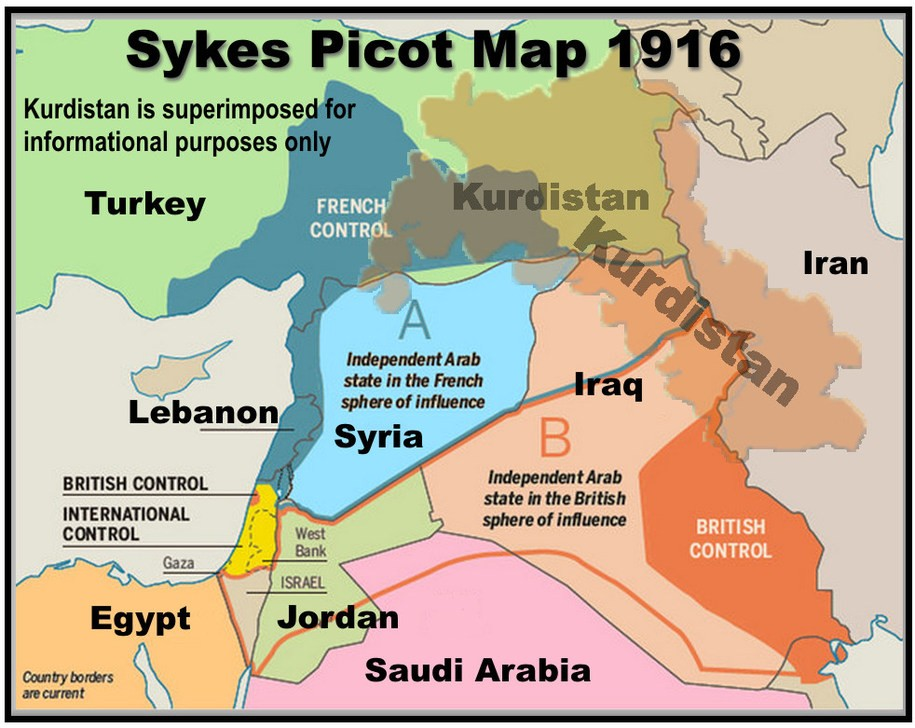 Sykes Picot Map 1916
Kurdistan is superimposed for
informational purposes only
Turkey
FRENCH
CONTROL
Kurdistan
Kurdistan
Iran
A
Independent Arab
state in the French
sphere of influence
Iraq
Lebanon
Syria
B
Independent Arab
state in the British
sphere of influence
BRITISH CONTROL
INTERNATIONAL
CONTROL
BRITISH
CONTROL
West
Bank
Gaza
ISRAEL
Egypt
Jordan
Saudi Arabia
Country borders
are current